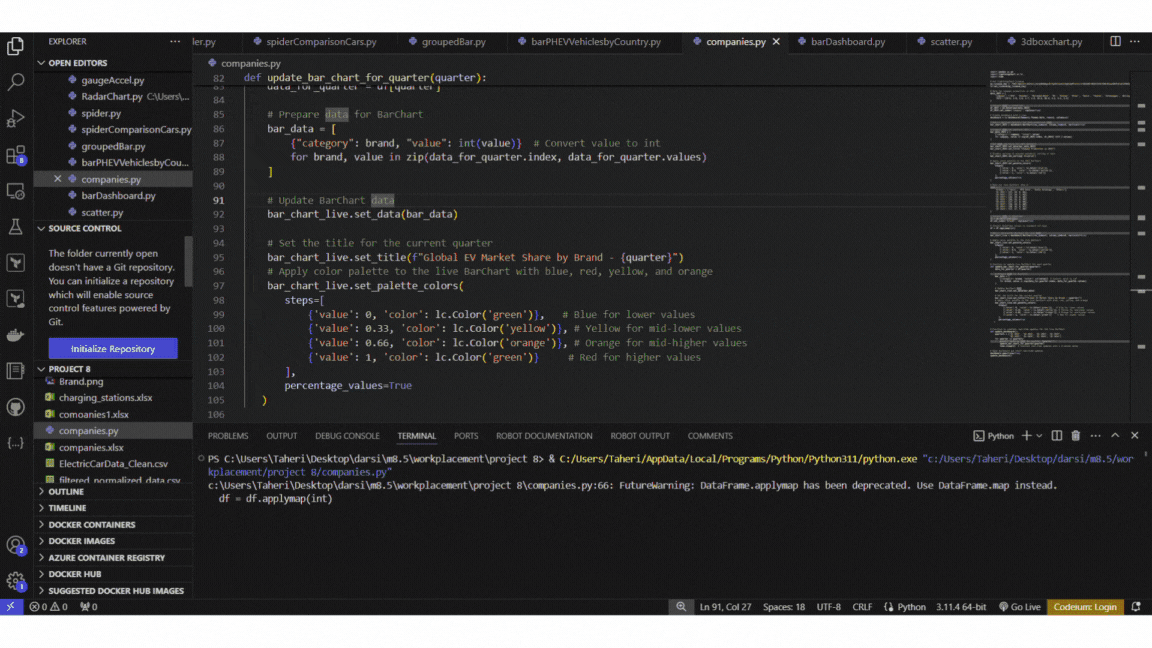 EXPLORER
ler.py
spiderComparisonCars.py
groupedBar.py
barPHEVVehiclesbyCountry.py
companies.py
barDashboard.py
scatter.py
3dboxchart.py
OPEN EDITORS
gaugeAccel.py
RadarChart.py C:\Users\...
spider.py
spiderComparisonCars.py
groupedBar.py
barPHEVVehiclesbyCou...
companies.py
barDashboard.py
scatter.py
SOURCE CONTROL
The folder currently open
doesn't have a Git repository.
You can initialize a repository
which will enable source
control features powered by
Git.
Initialize Repository
PROJECT 8
Brand.png
charging_stations.xlsx
comoanies1.xlsx
companies.py
companies.xlsx
ElectricCarData_Clean.csv
filtered_normalized_data.csv
OUTLINE
TIMELINE
DOCKER CONTAINERS
DOCKER IMAGES
AZURE CONTAINER REGISTRY
DOCKER HUB
SUGGESTED DOCKER HUB IMAGES
companies.py
82 def update_bar_chart_for_quarter(quarter):
83 data_for_quarter = df[quarter]
84
85 # Prepare data for BarChart
86 bar_data = [
87 {"category": brand, "value": int(value)} # Convert value to int
88 for brand, value in zip(data_for_quarter.index, data_for_quarter.values)
89 ]
90
91 # Update BarChart data
92 bar_chart_live.set_data(bar_data)
93
94 # Set the title for the current quarter
95 bar_chart_live.set_title(f"Global EV Market Share by Brand - {quarter}")
96 # Apply color palette to the live BarChart with blue, red, yellow, and orange
97 bar_chart_live.set_palette_colors(
98 steps=[
99 {'value': 0, 'color': lc.Color('green')}, # Blue for lower values
100 {'value': 0.33, 'color': lc.Color('yellow')}, # Yellow for mid-lower values
101 {'value': 0.66, 'color': lc.Color('orange')}, # Orange for mid-higher values
102 {'value': 1, 'color': lc.Color('green')} # Red for higher values
103 ],
104 percentage_values=True
105 )
106
PROBLEMS OUTPUT DEBUG CONSOLE TERMINAL PORTS ROBOT DOCUMENTATION ROBOT OUTPUT COMMENTS
Python
PS C:\Users\Taheri\Desktop\darsi\m8.5\workplacement\project 8> & C:/Users/Taheri/AppData/Local/Programs/Python/Python311/python.exe "c:/Users/Taheri/Desktop/darsi/m8.5/wor
kplacement/project 8/companies.py"
c:\Users\Taheri\Desktop\darsi\m8.5\workplacement\project 8\companies.py:66: FutureWarning: DataFrame.applymap has been deprecated. Use DataFrame.map instead.
df = df.applymap(int)
0 0 0
Ln 91, Col 27 Spaces: 18 UTF-8 CRLF Python 3.11.4 64-bit Go Live Codeium: Login